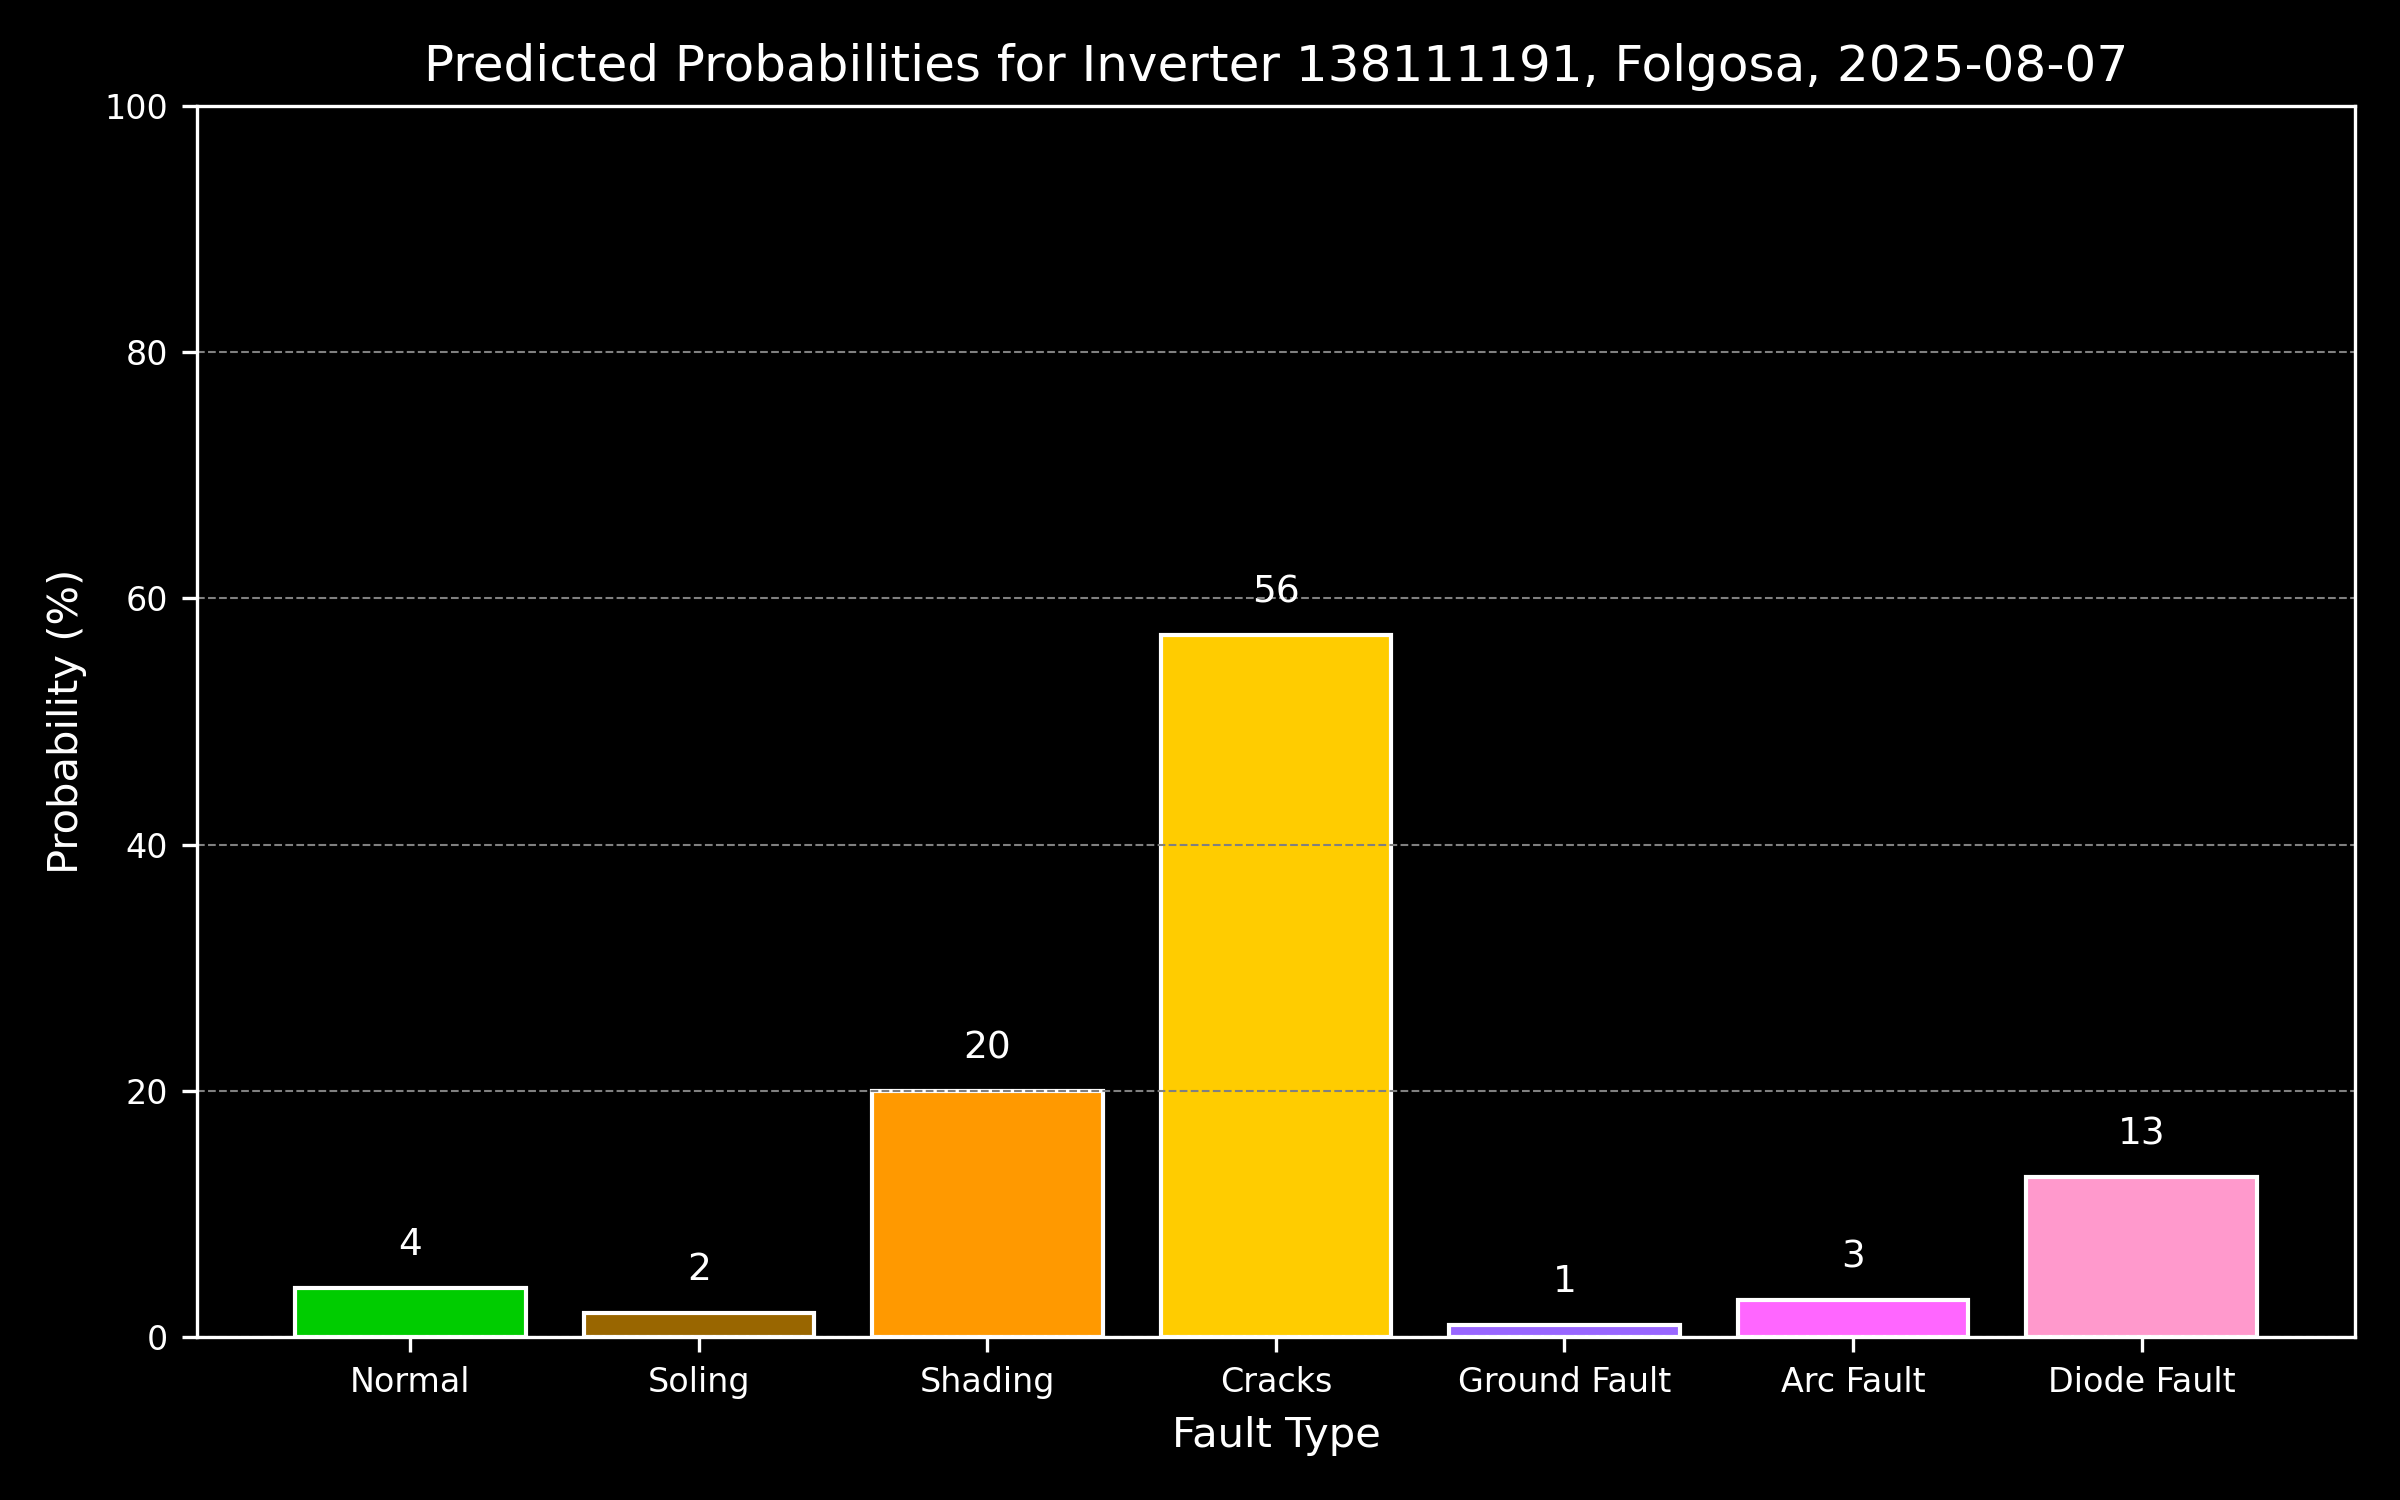 Predicted Probabilities for Inverter 138111191, Folgosa, 2025-08-07
100
80
60
40
20
0
Probability (%)
4
2
20
56
1
3
13
Normal
Soling
Shading
Cracks
Ground Fault
Arc Fault
Diode Fault
Fault Type